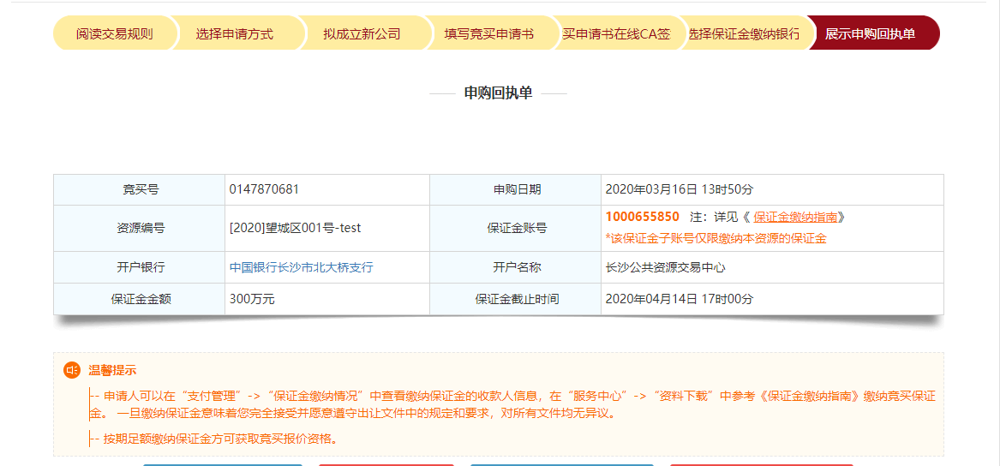 阅读交易规则
选择申请方式
拟成立新公司
填写竞买申请书
买申请书在线CA签
选择保证金缴纳银行
展示申购回执单
申购回执单
竞买号 0147870681 申购日期 2020年03月16日 13时50分
资源编号 [2020]望城区001号-test 保证金账号 1000655850 注：详见《 保证金缴纳指南》
*该保证金子账号仅限缴纳本资源的保证金
开户银行 中国银行长沙市北大桥支行 开户名称 长沙公共资源交易中心
保证金金额 300万元 保证金截止时间 2020年04月14日 17时00分
温馨提示
-- 申请人可以在“支付管理”->“保证金缴纳情况”中查看缴纳保证金的收款人信息，在“服务中心”->“资料下载”中参考《保证金缴纳指南》缴纳竞买保证
金。 一旦缴纳保证金意味着您完全接受并愿意遵守出让文件中的规定和要求，对所有文件均无异议。
-- 按期足额缴纳保证金方可获取竞买报价资格。